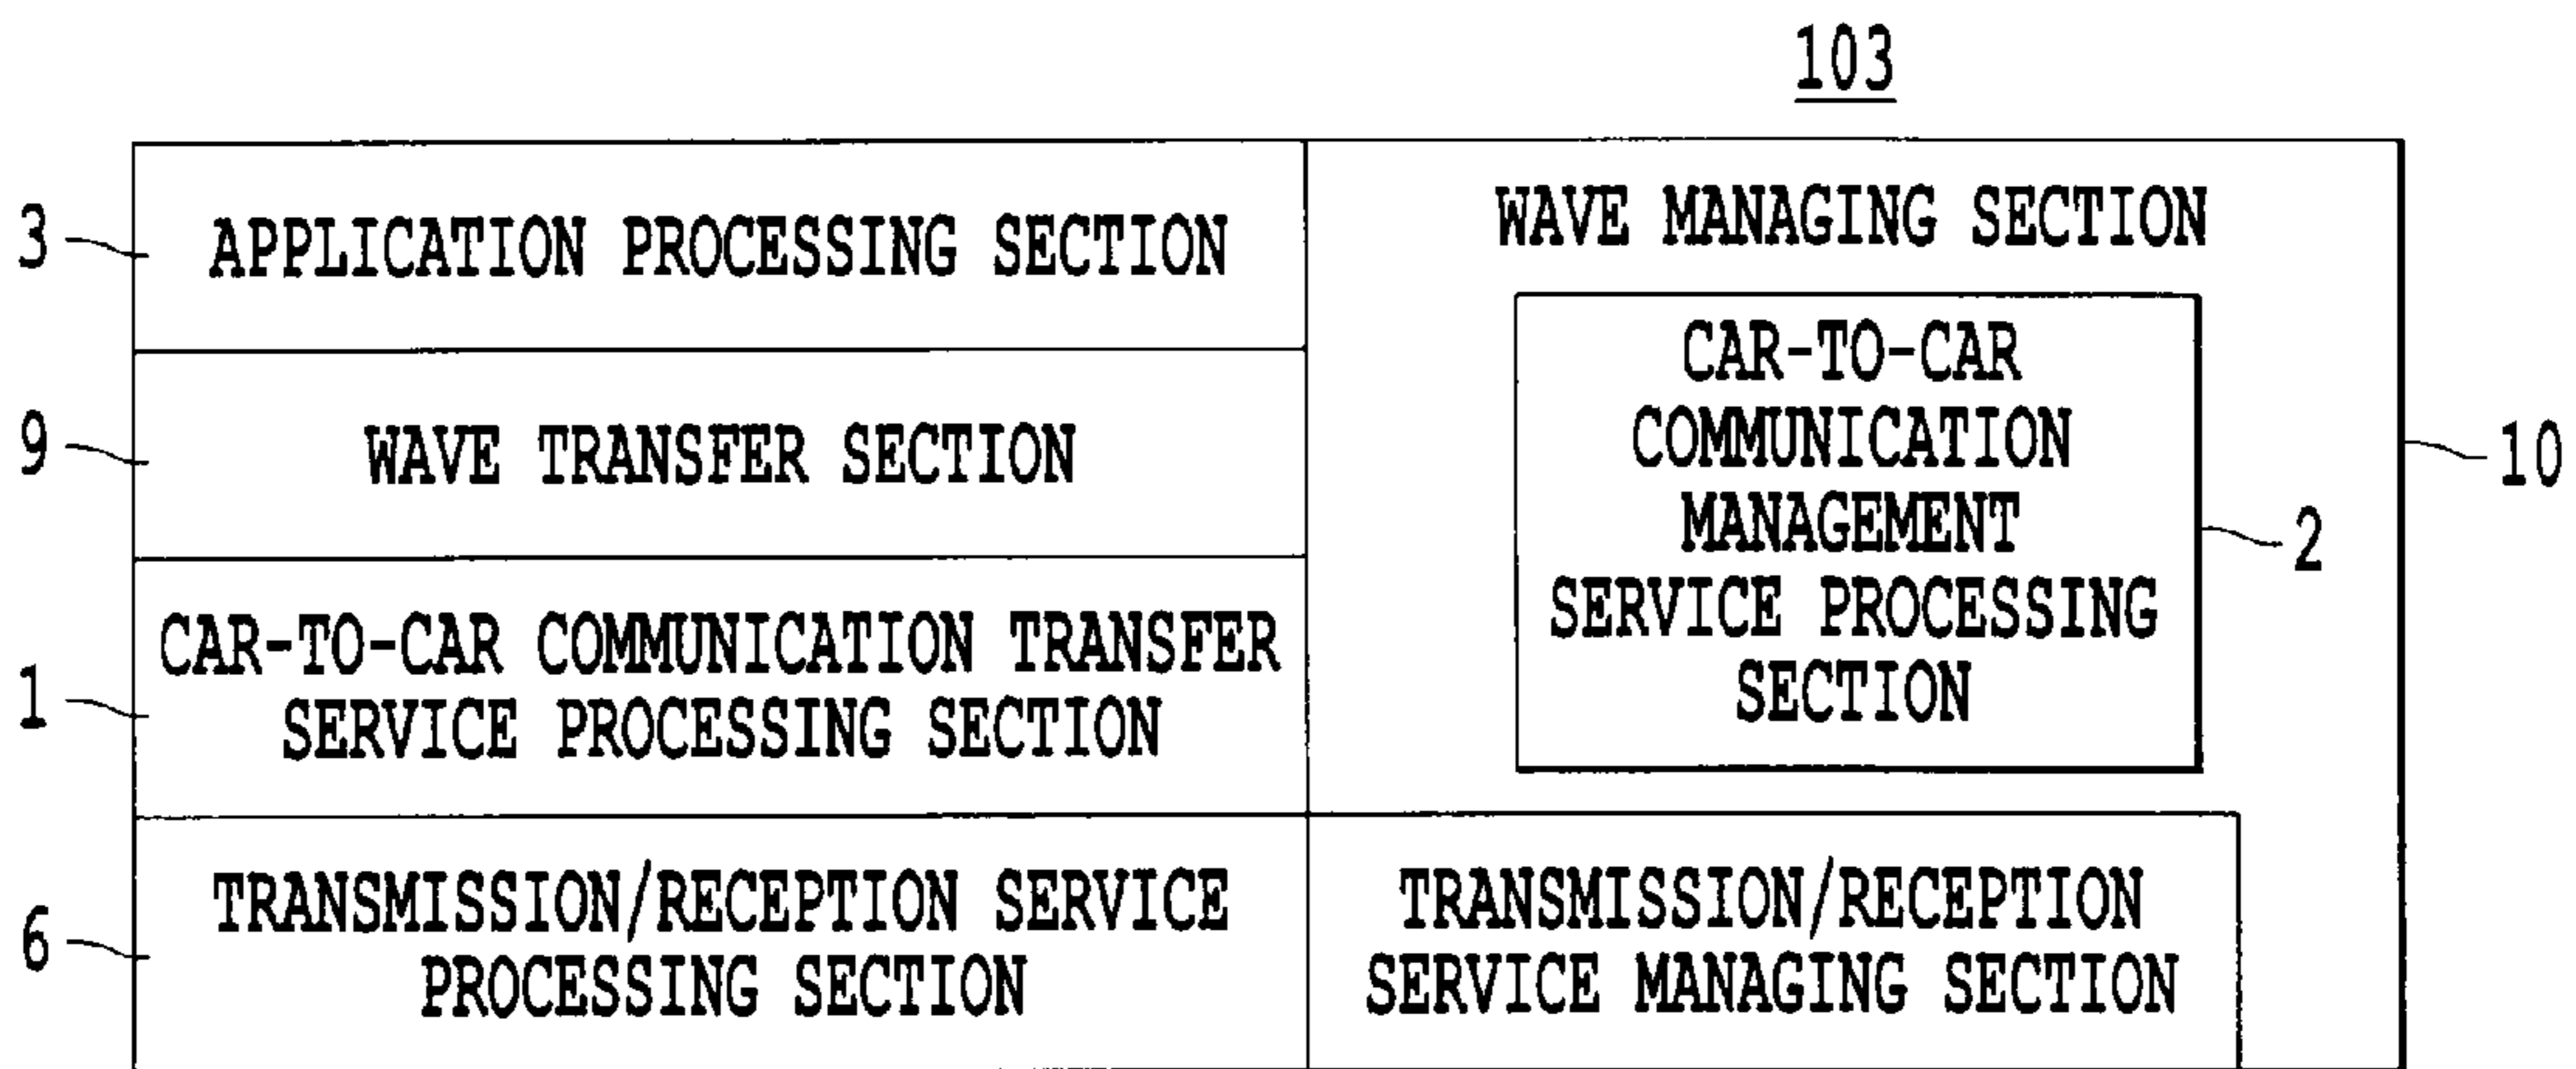 103
3
APPLICATION PROCESSING SECTION
9
WAVE TRANSFER SECTION
1
CAR-TO-CAR COMMUNICATION TRANSFER
SERVICE PROCESSING SECTION
6
TRANSMISSION/RECEPTION SERVICE
PROCESSING SECTION
WAVE MANAGING SECTION
CAR-TO-CAR
COMMUNICATION
MANAGEMENT
SERVICE PROCESSING
SECTION
2
10
TRANSMISSION/RECEPTION
SERVICE MANAGING SECTION